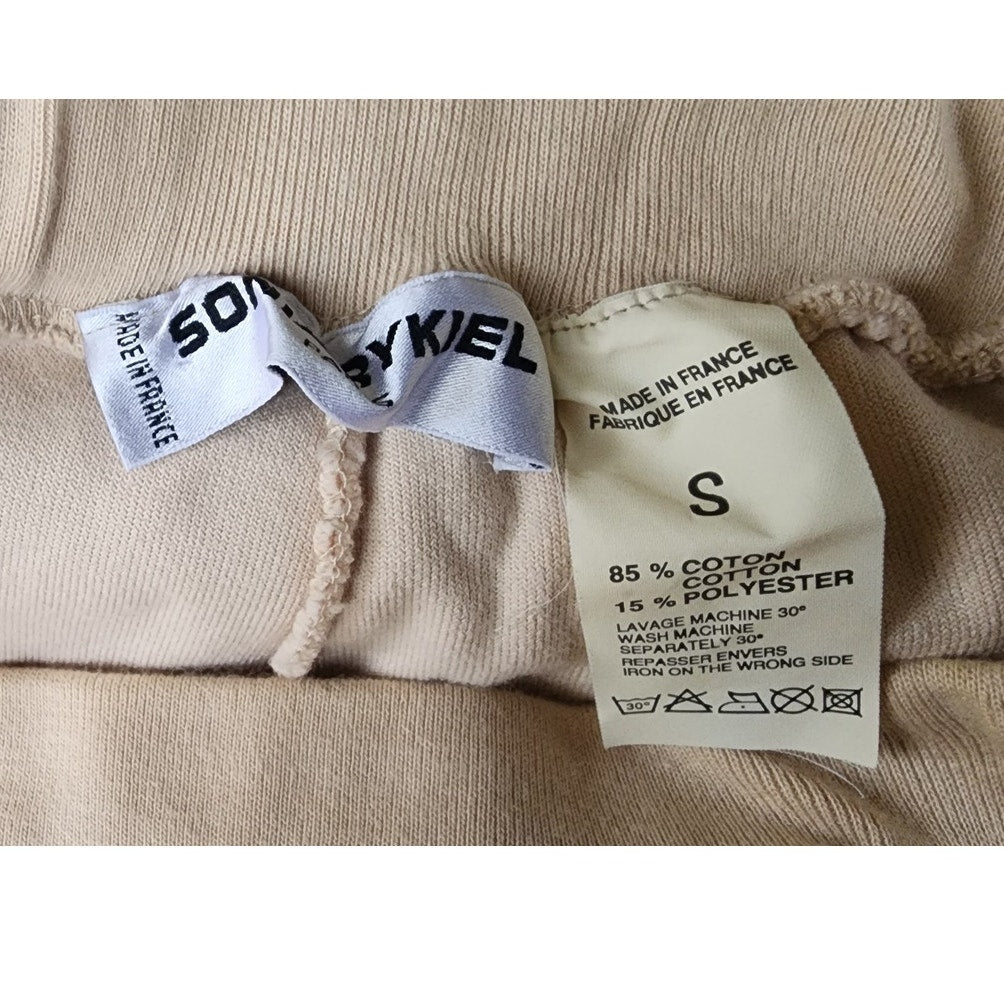 MADE IN FRANCE
SON
RYKIEL
MADE IN FRANCE
FABRIQUE EN FRANCE
S
85 % COTON
COTTON
15 % POLYESTER
LAVAGE MACHINE 30°
WASH MACHINE
SEPARATELY 30°
REPASSER ENVERS
IRON ON THE WRONG SIDE
30°